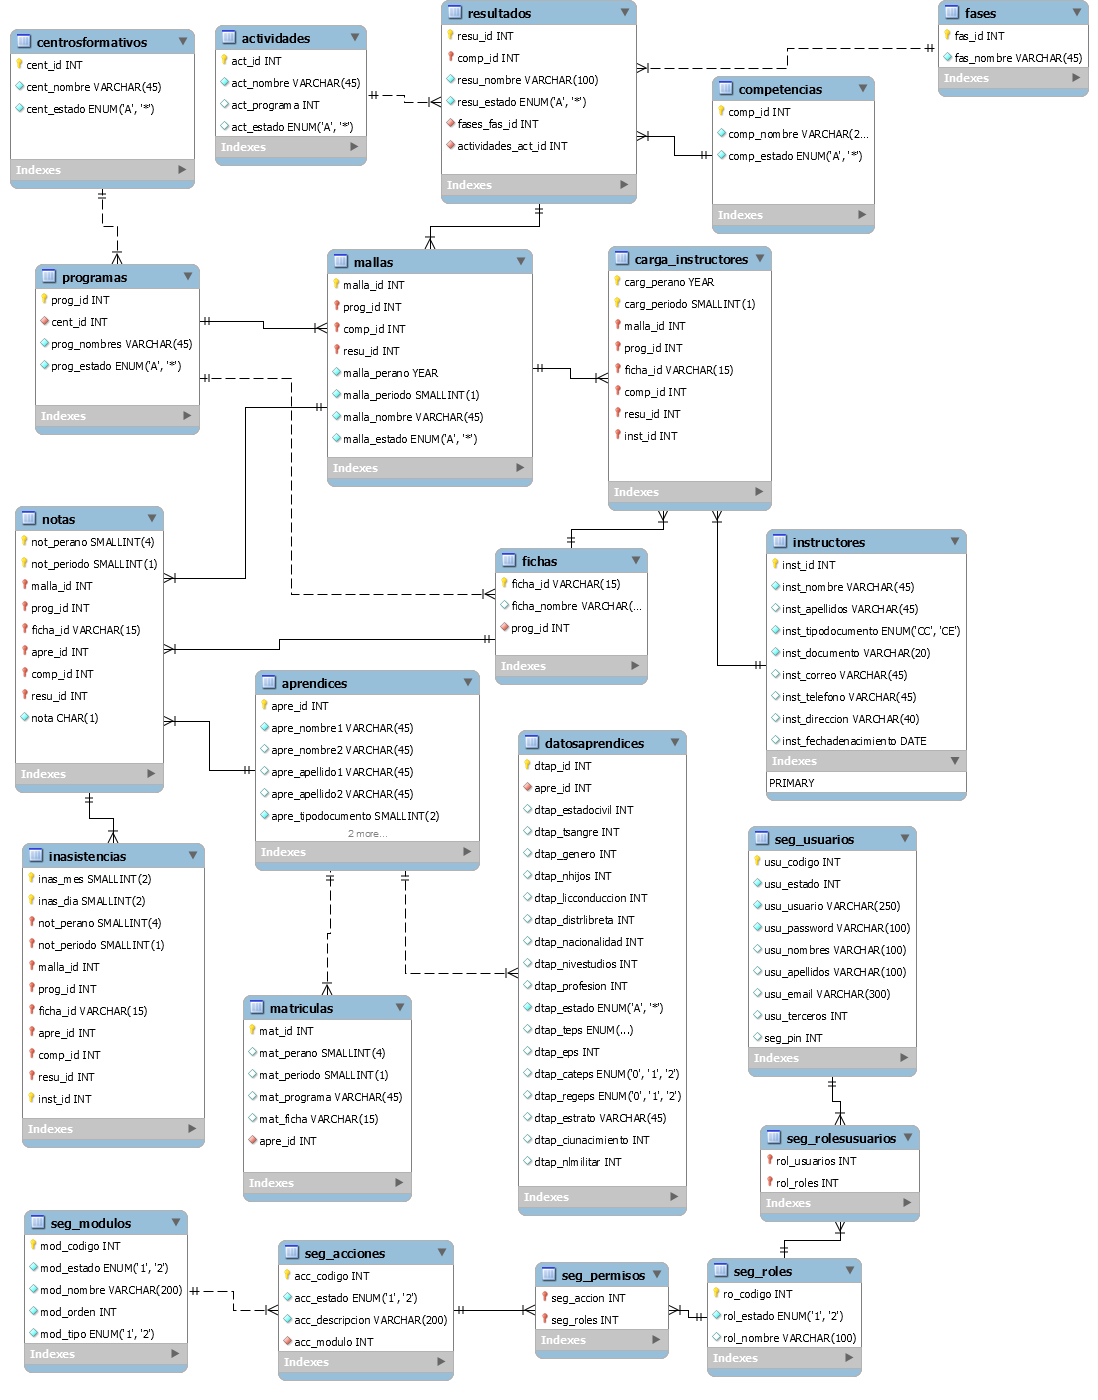 centrosformativos
cent_id INT
cent_nombre VARCHAR(45)
cent_estado ENUM('A', '*')
Indexes
actividades
act_id INT
act_nombre VARCHAR(45)
act_programa INT
act_estado ENUM('A', '*')
Indexes
resultados
resu_id INT
comp_id INT
resu_nombre VARCHAR(100)
resu_estado ENUM('A', '*')
fases_fas_id INT
actividades_act_id INT
Indexes
fases
fas_id INT
fas_nombre VARCHAR(45)
Indexes
competencias
comp_id INT
comp_nombre VARCHAR(2...
comp_estado ENUM('A', '*')
Indexes
programas
prog_id INT
cent_id INT
prog_nombres VARCHAR(45)
prog_estado ENUM('A', '*')
Indexes
mallas
malla_id INT
prog_id INT
comp_id INT
resu_id INT
malla_perano YEAR
malla_periodo SMALLINT(1)
malla_nombre VARCHAR(45)
malla_estado ENUM('A', '*')
Indexes
carga_instructores
carg_perano YEAR
carg_periodo SMALLINT(1)
malla_id INT
prog_id INT
ficha_id VARCHAR(15)
comp_id INT
resu_id INT
inst_id INT
Indexes
notas
not_perano SMALLINT(4)
not_periodo SMALLINT(1)
malla_id INT
prog_id INT
ficha_id VARCHAR(15)
apre_id INT
comp_id INT
resu_id INT
nota CHAR(1)
Indexes
fichas
ficha_id VARCHAR(15)
ficha_nombre VARCHAR(...
prog_id INT
Indexes
instructores
inst_id INT
inst_nombre VARCHAR(45)
inst_apellidos VARCHAR(45)
inst_tipodocumento ENUM('CC', 'CE')
inst_documento VARCHAR(20)
inst_correo VARCHAR(45)
inst_telefono VARCHAR(45)
inst_direccion VARCHAR(40)
inst_fechadenacimiento DATE
Indexes
PRIMARY
aprendices
apre_id INT
apre_nombre1 VARCHAR(45)
apre_nombre2 VARCHAR(45)
apre_apellido1 VARCHAR(45)
apre_apellido2 VARCHAR(45)
apre_tipodocumento SMALLINT(2)
2 more...
Indexes
datosaprendices
dtap_id INT
apre_id INT
dtap_estadocivil INT
dtap_tsangre INT
dtap_genero INT
dtap_nhijos INT
dtap_licconduccion INT
dtap_distrlibreta INT
dtap_nacionalidad INT
dtap_nivestudios INT
dtap_profesion INT
dtap_estado ENUM('A', '*')
dtap_teps ENUM(...)
dtap_eps INT
dtap_cateps ENUM('0', '1', '2')
dtap_regeps ENUM('0', '1', '2')
dtap_estrato VARCHAR(45)
dtap_ciunacimiento INT
dtap_nlmilitar INT
Indexes
inasistencias
inas_mes SMALLINT(2)
inas_dia SMALLINT(2)
not_perano SMALLINT(4)
not_periodo SMALLINT(1)
malla_id INT
prog_id INT
ficha_id VARCHAR(15)
apre_id INT
comp_id INT
resu_id INT
inst_id INT
Indexes
matriculas
mat_id INT
mat_perano SMALLINT(4)
mat_periodo SMALLINT(1)
mat_programa VARCHAR(45)
mat_ficha VARCHAR(15)
apre_id INT
Indexes
seg_usuarios
usu_codigo INT
usu_estado INT
usu_usuario VARCHAR(250)
usu_password VARCHAR(100)
usu_nombres VARCHAR(100)
usu_apellidos VARCHAR(100)
usu_email VARCHAR(300)
usu_terceros INT
seg_pin INT
Indexes
seg_rolesusuarios
rol_usuarios INT
rol_roles INT
Indexes
seg_modulos
mod_codigo INT
mod_estado ENUM('1', '2')
mod_nombre VARCHAR(200)
mod_orden INT
mod_tipo ENUM('1', '2')
Indexes
seg_acciones
acc_codigo INT
acc_estado ENUM('1', '2')
acc_descripcion VARCHAR(200)
acc_modulo INT
Indexes
seg_permisos
seg_accion INT
seg_roles INT
Indexes
seg_roles
ro_codigo INT
rol_estado ENUM('1', '2')
rol_nombre VARCHAR(100)
Indexes